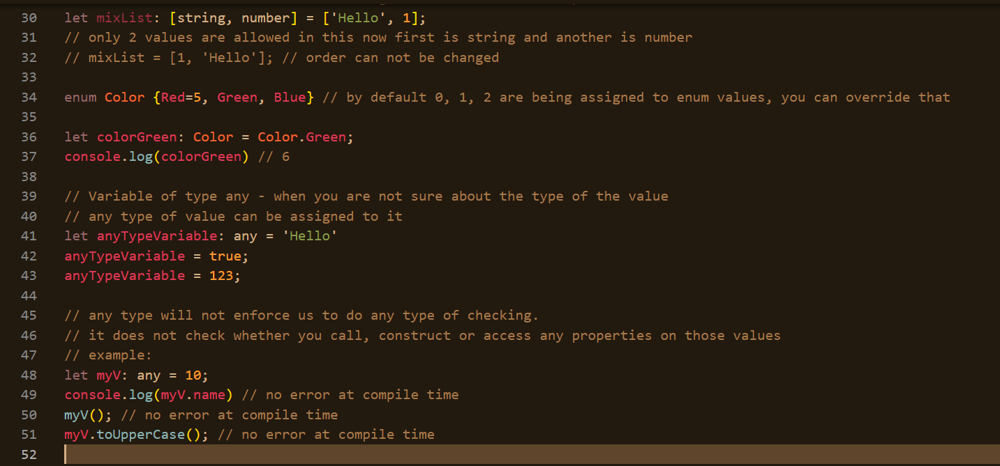 30 let mixList: [string, number] = ['Hello', 1];
31 // only 2 values are allowed in this now first is string and another is number
32 // mixList = [1, 'Hello']; // order can not be changed
33
34 enum Color {Red=5, Green, Blue} // by default 0, 1, 2 are being assigned to enum values, you can override that
35
36 let colorGreen: Color = Color.Green;
37 console.log(colorGreen) // 6
38
39 // Variable of type any - when you are not sure about the type of the value
40 // any type of value can be assigned to it
41 let anyTypeVariable: any = 'Hello'
42 anyTypeVariable = true;
43 anyTypeVariable = 123;
44
45 // any type will not enforce us to do any type of checking.
46 // it does not check whether you call, construct or access any properties on those values
47 // example:
48 let myV: any = 10;
49 console.log(myV.name) // no error at compile time
50 myV(); // no error at compile time
51 myV.toUpperCase(); // no error at compile time
52